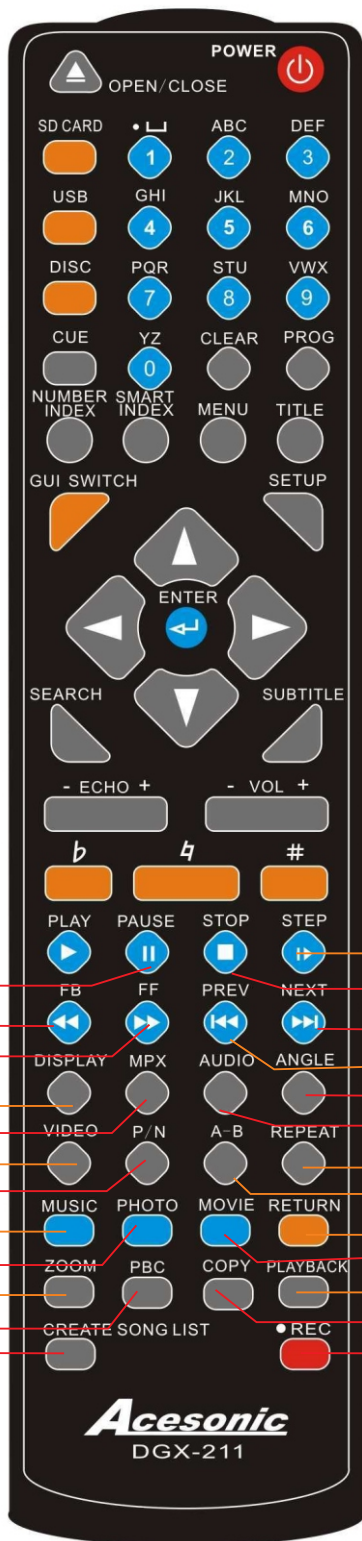 POWER
OPEN/CLOSE
SD CARD ABC DEF
1 2 3
USB GHI JKL MNO
4 5 6
DISC PQR STU VWX
7 8 9
CUE YZ CLEAR PROG
0
NUMBER INDEX SMART INDEX MENU TITLE
GUI SWITCH SETUP
ENTER
SEARCH SUBTITLE
- ECHO + - VOL +
♭ ♮ #
PLAY PAUSE STOP STEP
FB FF PREV NEXT
DISPLAY MPX AUDIO ANGLE
VIDEO P/N A-B REPEAT
MUSIC PHOTO MOVIE RETURN
ZOOM PBC COPY PLAYBACK
CREATE SONG LIST ●REC
Acesonic
DGX-211